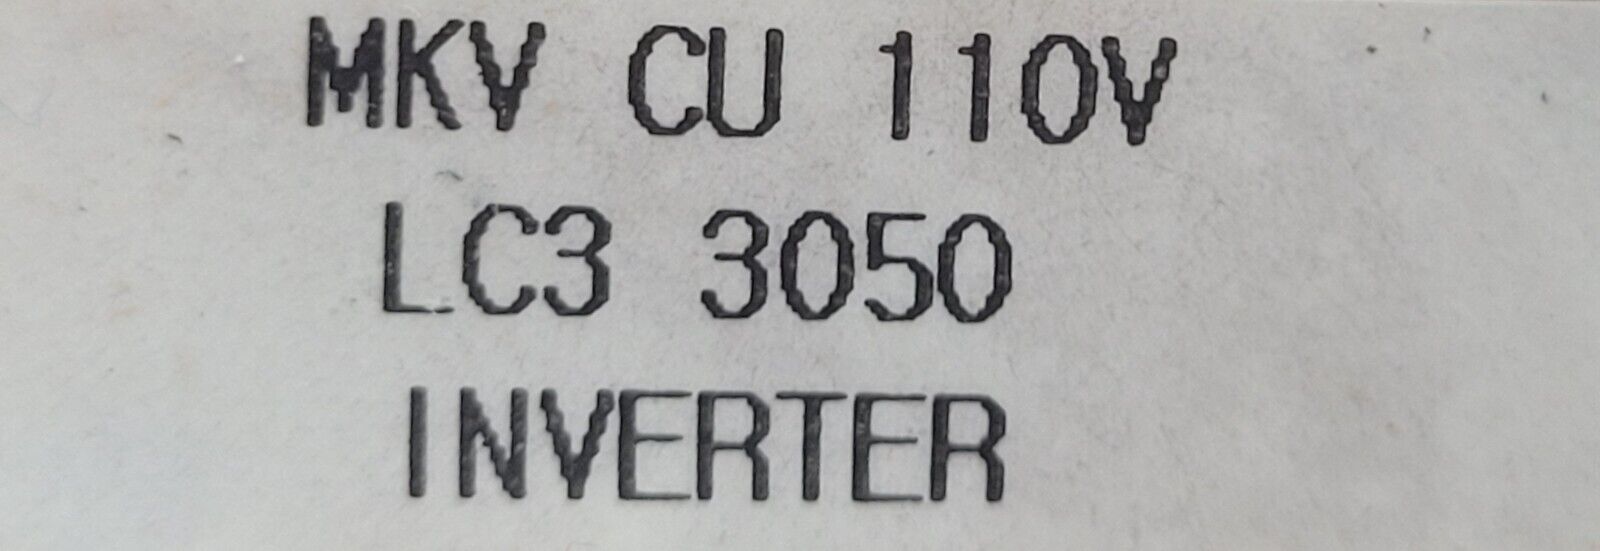 MKV CU 110V
LC3 3050
INVERTER